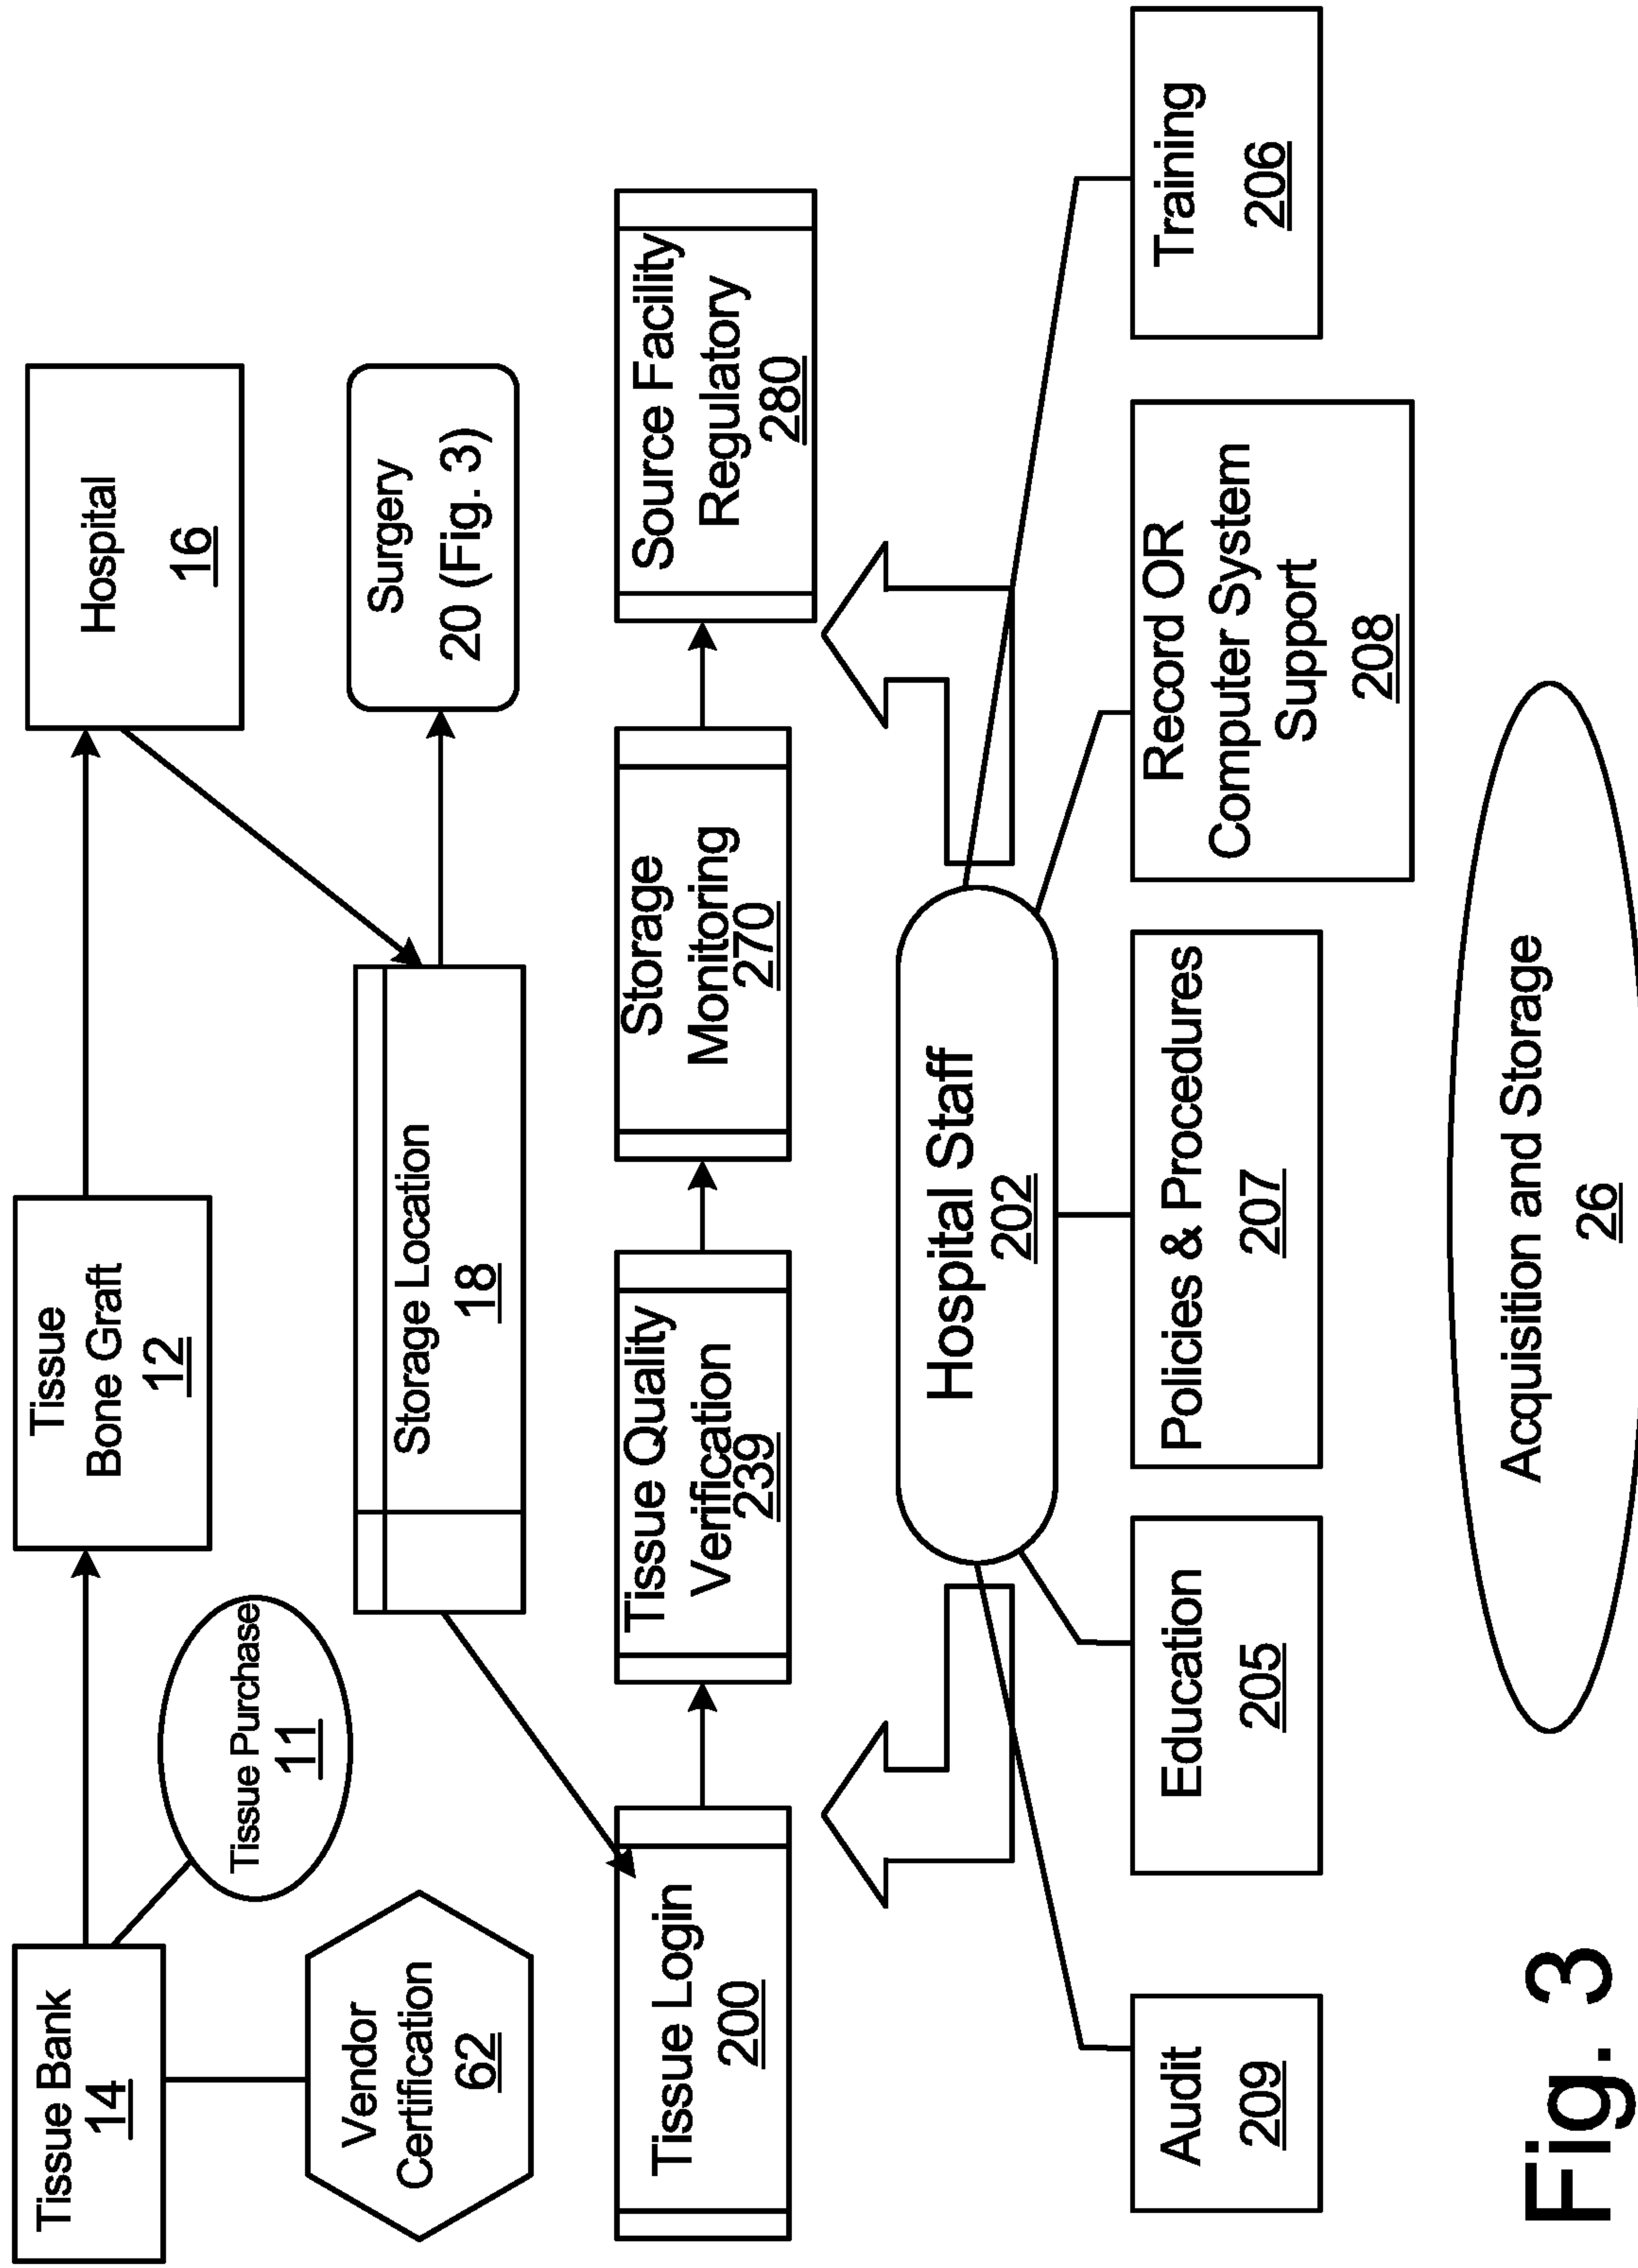 Tissue Bank
14
Tissue
Bone Graft
12
Hospital
16
Tissue Purchase
11
Vendor
Certification
62
Storage Location
18
Surgery
20 (Fig. 3)
Tissue Login
200
Tissue Quality
Verification
239
Storage
Monitoring
270
Source Facility
Regulatory
280
Hospital Staff
202
Audit
209
Education
205
Policies & Procedures
207
Record OR
Computer System
Support
208
Training
206
Acquisition and Storage
26
Fig. 3